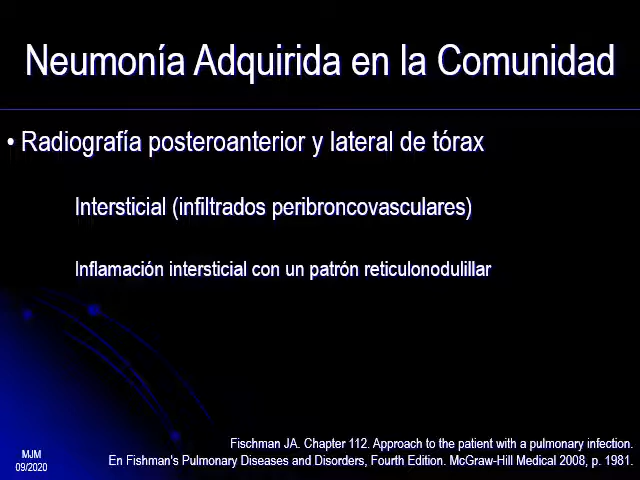 Neumonía Adquirida en la Comunidad
• Radiografía posteroanterior y lateral de tórax
Intersticial (infiltrados peribroncovasculares)
Inflamación intersticial con un patrón reticulonodulillar
Fischman JA. Chapter 112. Approach to the patient with a pulmonary infection.
En Fishman's Pulmonary Diseases and Disorders, Fourth Edition. McGraw-Hill Medical 2008, p. 1981.
MJM
09/2020